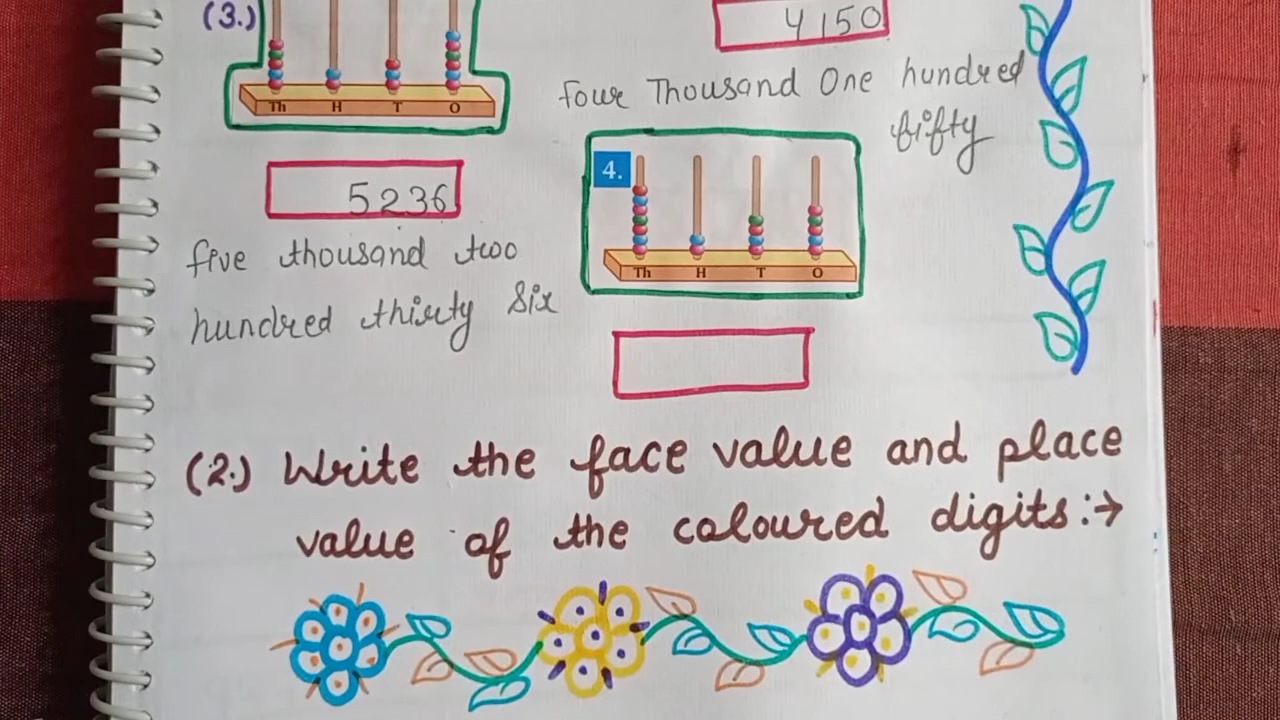 (3.)
Th H T O
5236
five thousand two
hundred thirty six
4150
four Thousand One hundred
fifty
4.
Th H T O
(2.) Write the face value and place
value of the coloured digits:→